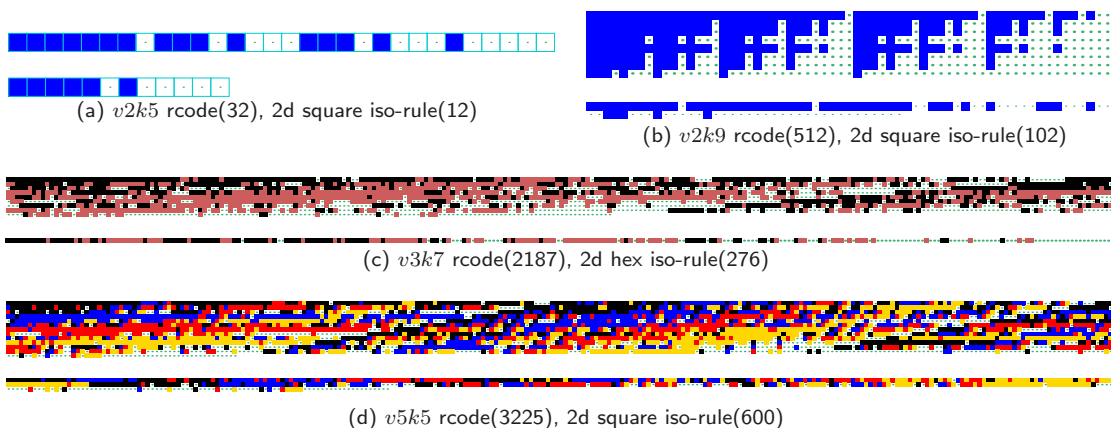 (a) v2k5 rcode(32), 2d square iso-rule(12)
(b) v2k9 rcode(512), 2d square iso-rule(102)
(c) v3k7 rcode(2187), 2d hex iso-rule(276)
(d) v5k5 rcode(3225), 2d square iso-rule(600)